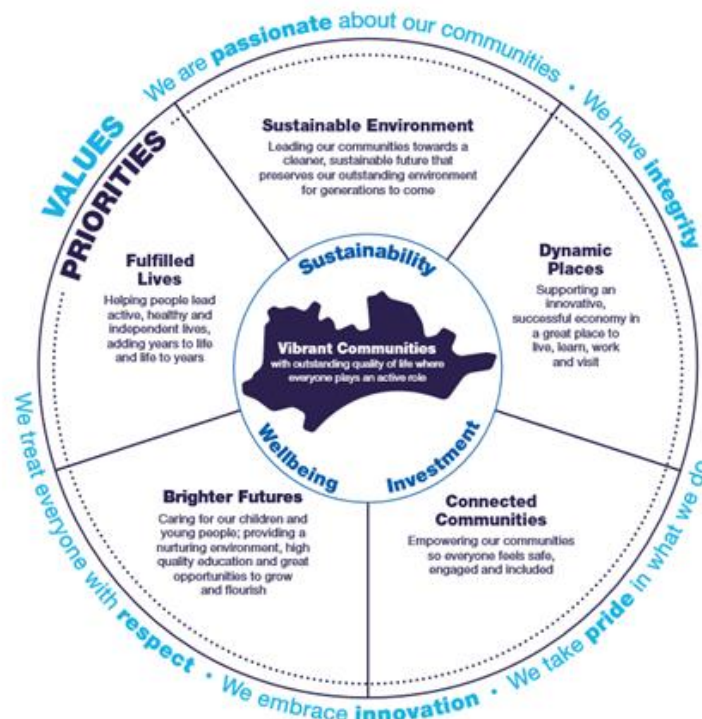 VALUES
We are passionate about our communities • We have integrity
We take pride in what we do
We embrace innovation •
We treat everyone with respect •
PRIORITIES
Sustainable Environment
Leading our communities towards a
cleaner, sustainable future that
preserves our outstanding environment
for generations to come
Dynamic
Places
Supporting an
innovative,
successful economy in
a great place to
live, learn, work
and visit
Connected
Communities
Empowering our communities
so everyone feels safe,
engaged and included
Brighter Futures
Caring for our children and
young people; providing a
nurturing environment, high
quality education and great
opportunities to grow
and flourish
Fulfilled
Lives
Helping people lead
active, healthy and
independent lives,
adding years to life
and life to years
Sustainability
Vibrant Communities
with outstanding quality of life where
everyone plays an active role
Wellbeing
Investment